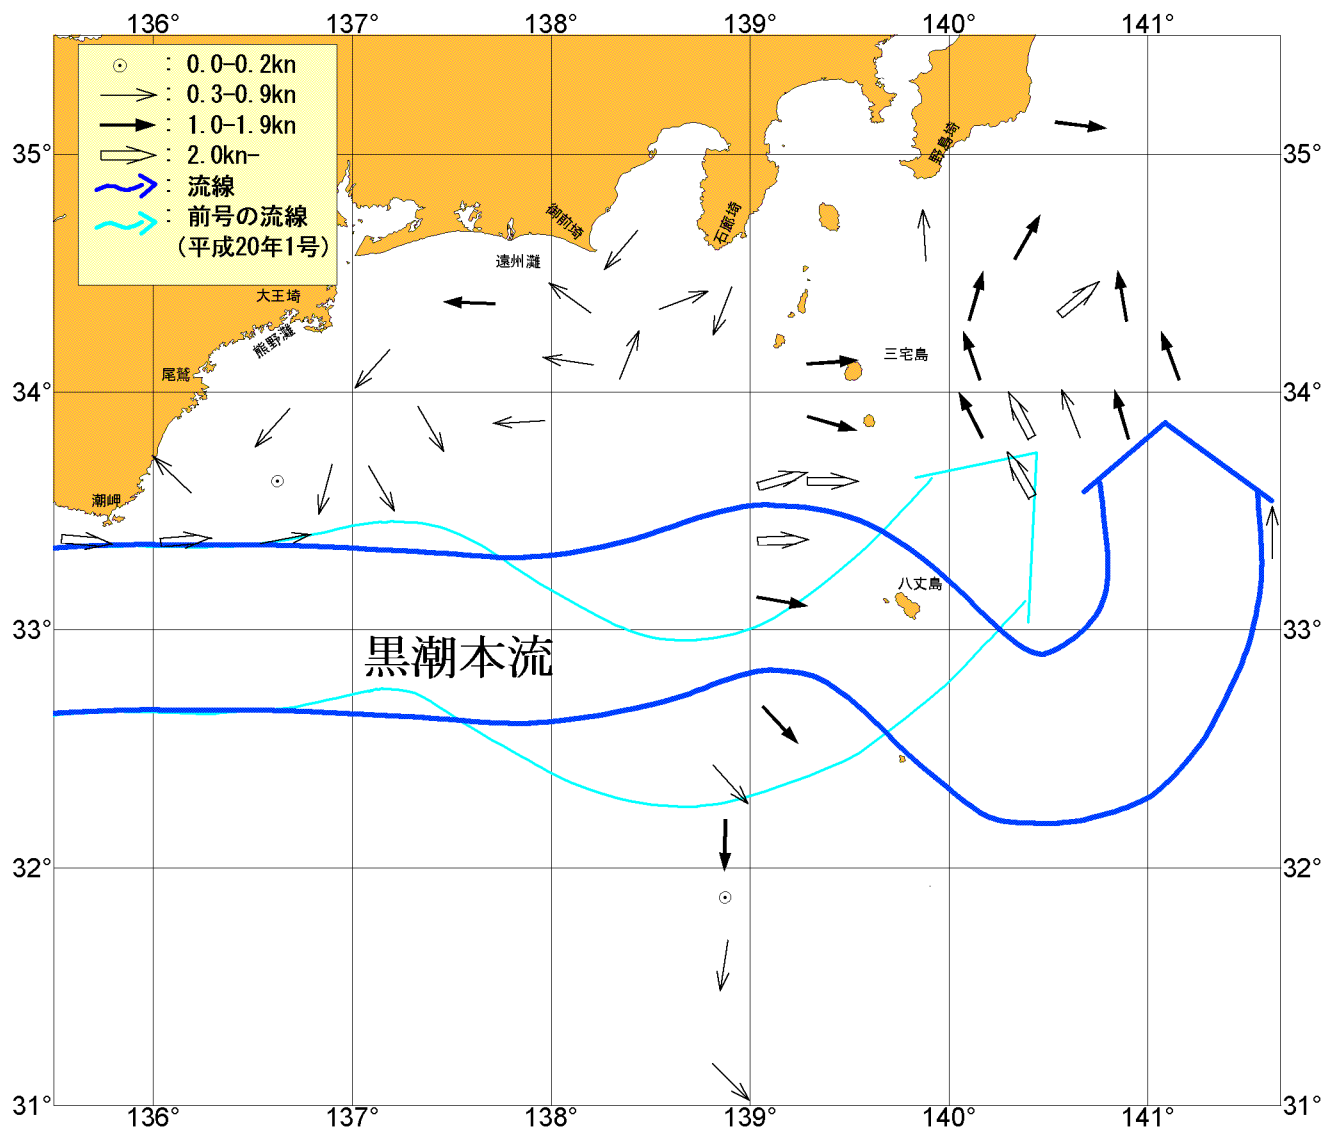 136° 137° 138° 139° 140° 141°
: 0.0-0.2kn
: 0.3-0.9kn
: 1.0-1.9kn
: 2.0kn-
: 流線
: 前号の流線
(平成20年1号)
35° 35°
野島埼
御前埼
石廊埼
遠州灘
大王埼
熊野灘
三宅島
尾鷲
34° 34°
潮岬
八丈島
33° 33°
黒潮本流
32° 32°
31° 31°
136° 137° 138° 139° 140° 141°